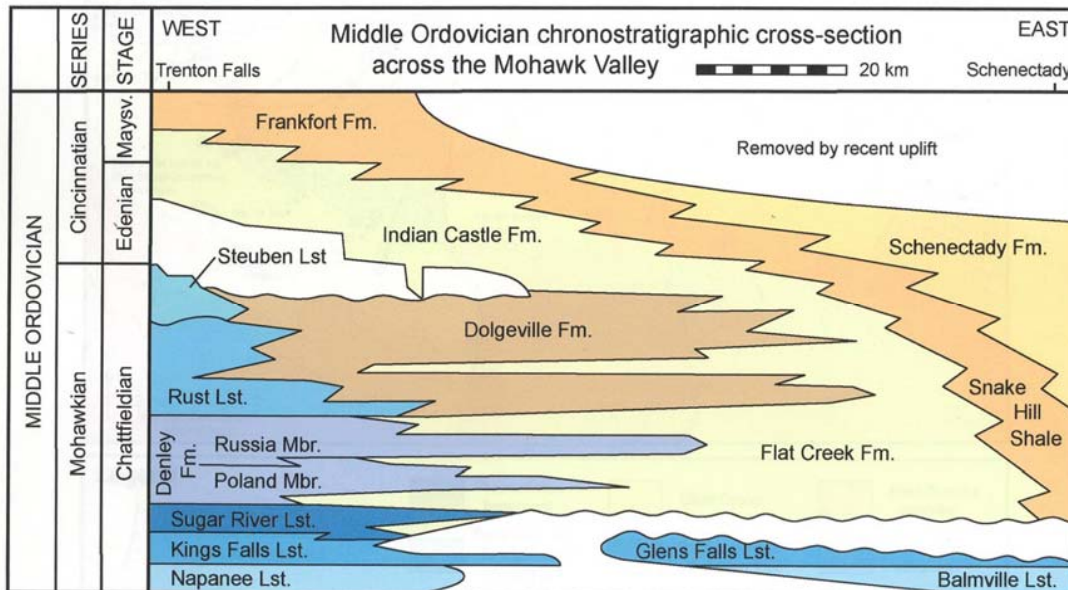 SERIES
STAGE
WEST
Middle Ordovician chronostratigraphic cross-section
across the Mohawk Valley
20 km
EAST
Trenton Falls
Schenectady
MIDDLE ORDOVICIAN
Cincinnatian
Mohawkian
Maysv.
Edenian
Chattfieldian
Frankfort Fm.
Removed by recent uplift
Indian Castle Fm.
Schenectady Fm.
Steuben Lst
Dolgeville Fm.
Rust Lst.
Snake
Hill
Shale
Denley
Fm.
Russia Mbr.
Poland Mbr.
Flat Creek Fm.
Sugar River Lst.
Kings Falls Lst.
Glens Falls Lst.
Napanee Lst.
Balmville Lst.